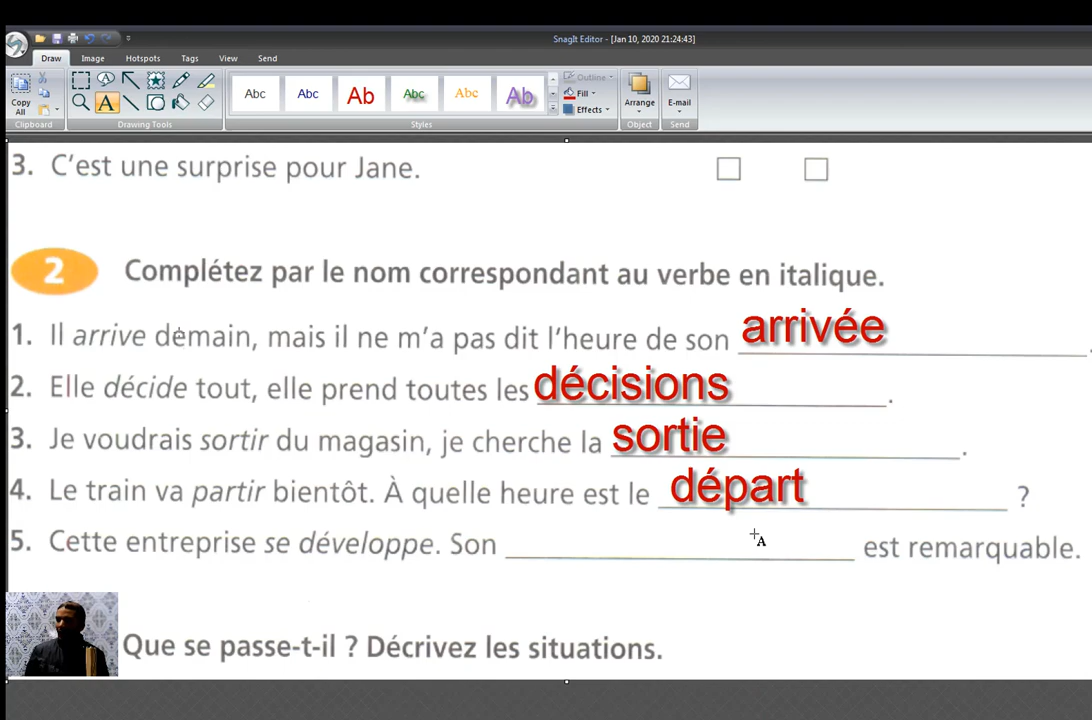 SnagIt Editor - [Jan 10, 2020 21:24:43]
Draw Image Hotspots Tags View Send
Copy All
Abc Abc Ab Abc Abc Ab
Outline
Fill
Effects
Arrange
E-mail
Clipboard Drawing Tools Styles Object Send
3. C'est une surprise pour Jane.
2 Complétez par le nom correspondant au verbe en italique.
1. Il arrive demain, mais il ne m'a pas dit l'heure de son arrivée.
2. Elle décide tout, elle prend toutes les décisions.
3. Je voudrais sortir du magasin, je cherche la sortie.
4. Le train va partir bientôt. À quelle heure est le départ ?
5. Cette entreprise se développe. Son ____ est remarquable.
Que se passe-t-il ? Décrivez les situations.